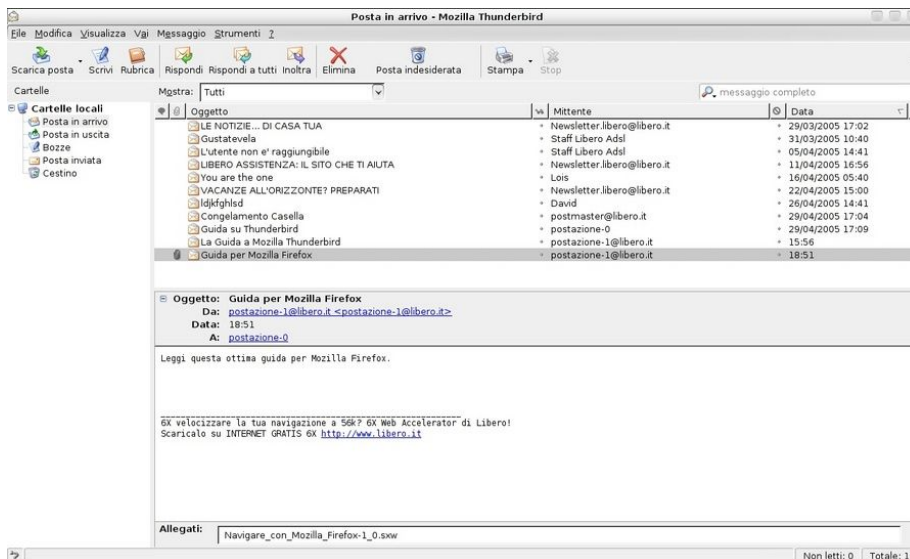 Posta in arrivo - Mozilla Thunderbird
File Modifica Visualizza Vai Messaggio Strumenti ?
Scarica posta Scrivi Rubrica Rispondi Rispondi a tutti Inoltra Elimina Posta indesiderata Stampa Stop
Cartelle
Mostra: Tutti messaggio completo
Cartelle locali
Posta in arrivo
Posta in uscita
Bozze
Posta inviata
Cestino
Oggetto Mittente Data
LE NOTIZIE... DI CASA TUA Newsletter.libero@libero.it 29/03/2005 17:02
Gustatevela Staff Libero Adsl 31/03/2005 10:40
L'utente non e' raggiungibile Staff Libero Adsl 05/04/2005 14:41
LIBERO ASSISTENZA: IL SITO CHE TI AIUTA Newsletter.libero@libero.it 11/04/2005 16:56
You are the one Lois 16/04/2005 05:40
VACANZE ALL'ORIZZONTE? PREPARATI Newsletter.libero@libero.it 22/04/2005 15:00
ldjkfghlsd David 26/04/2005 14:41
Congelamento Casella postmaster@libero.it 29/04/2005 17:04
Guida su Thunderbird postazione-0 29/04/2005 17:09
La Guida a Mozilla Thunderbird postazione-1@libero.it 15:56
Guida per Mozilla Firefox postazione-1@libero.it 18:51
Oggetto: Guida per Mozilla Firefox
Da: postazione-1@libero.it <postazione-1@libero.it>
Data: 18:51
A: postazione-0
Leggi questa ottima guida per Mozilla Firefox.
6X velocizzare la tua navigazione a 56k? 6X Web Accelerator di Libero!
Scaricalo su INTERNET GRATIS 6X http://www.libero.it
Allegati: Navigare_con_Mozilla_Firefox-1_0.sxw
Non letti: 0 Totale: 1